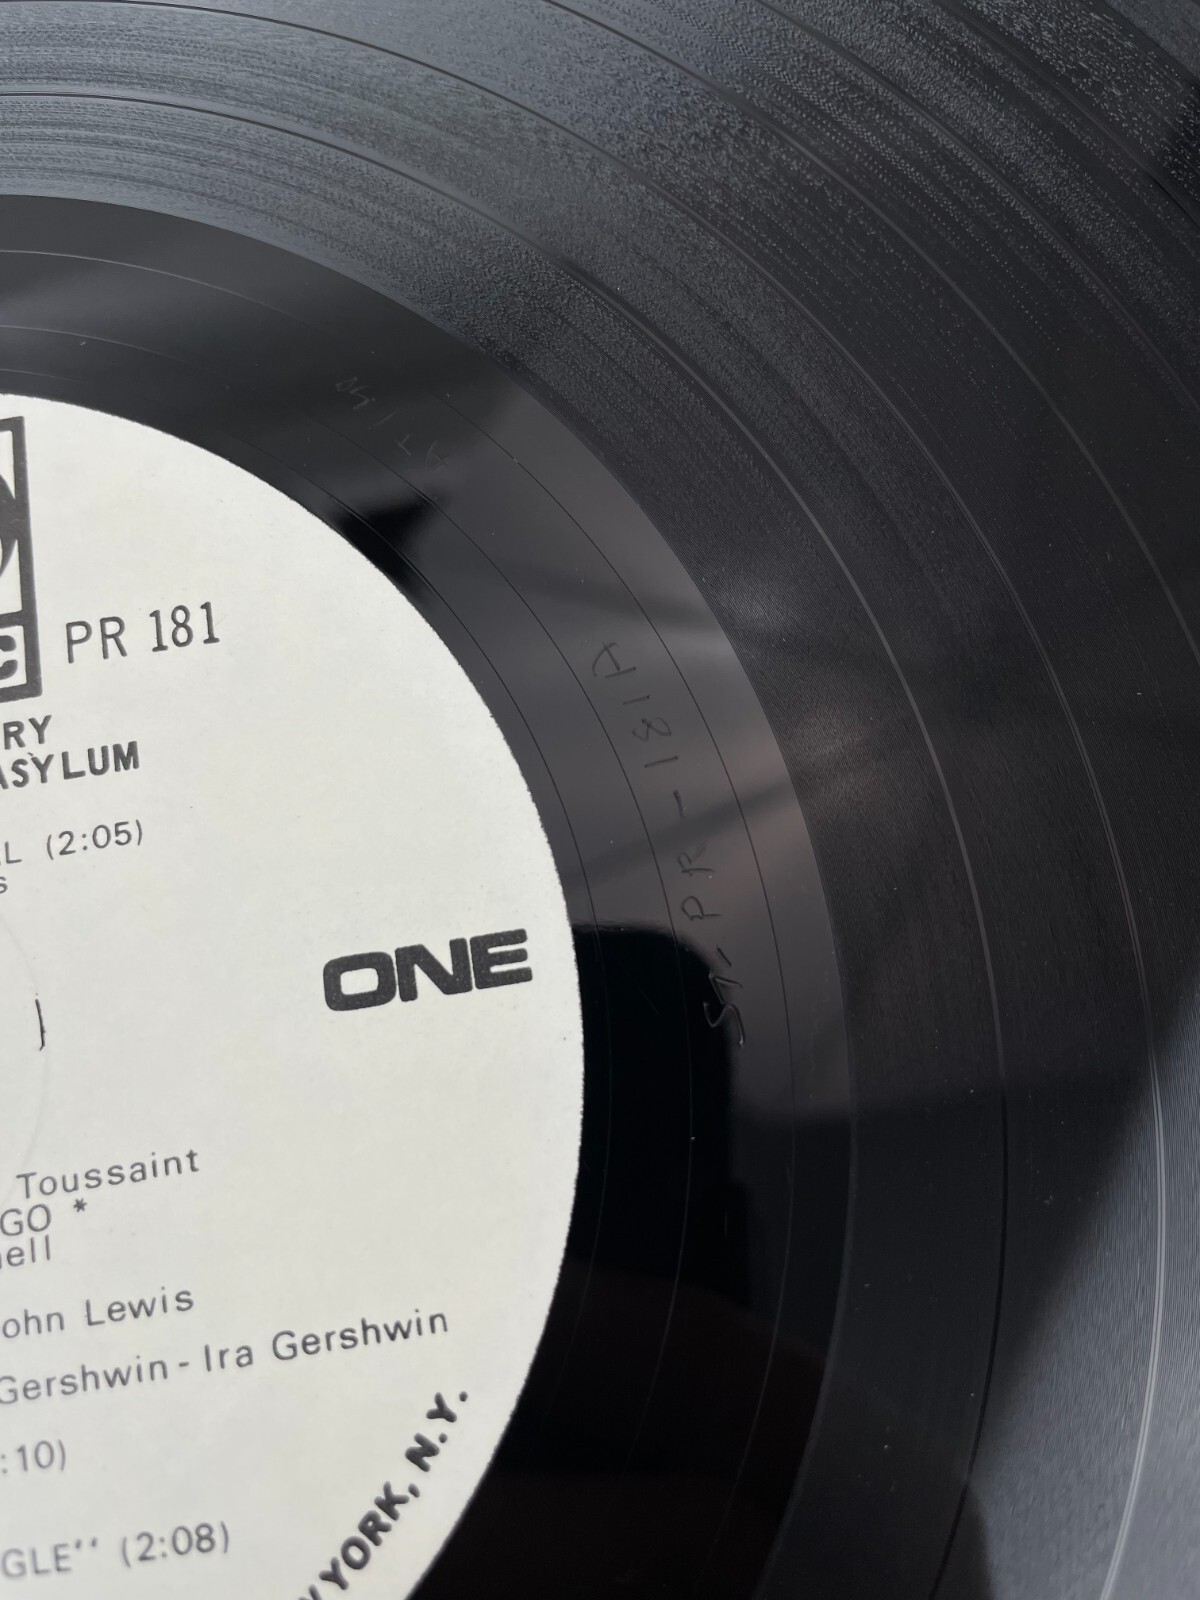 PR 181
RY
ASYLUM
L (2:05)
s
ONE
Toussaint
GO *
ell
ohn Lewis
Gershwin - Ira Gershwin
:10)
GLE'' (2:08)
YORK, N.Y.
ST-PR-181A